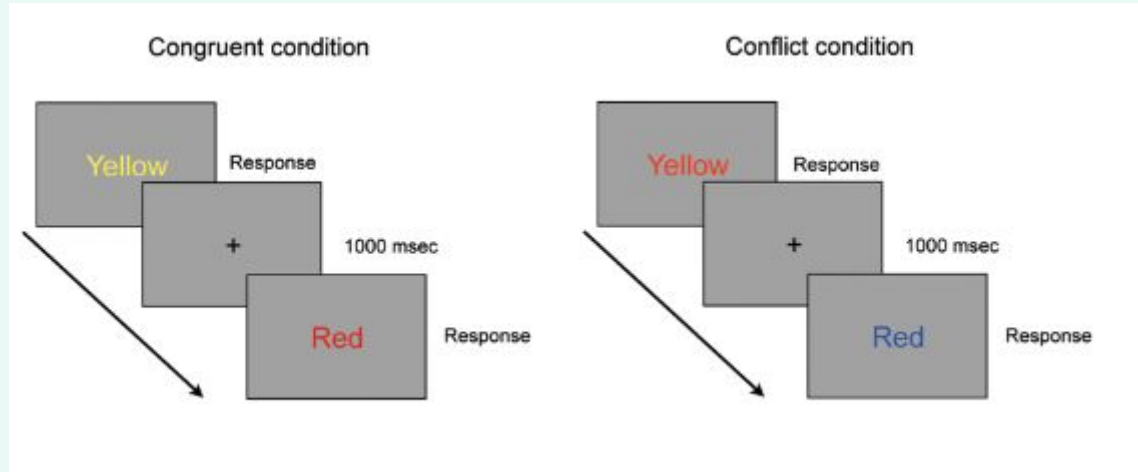 Congruent condition
Yellow
Response
+
1000 msec
Red
Response
Conflict condition
Yellow
Response
+
1000 msec
Red
Response